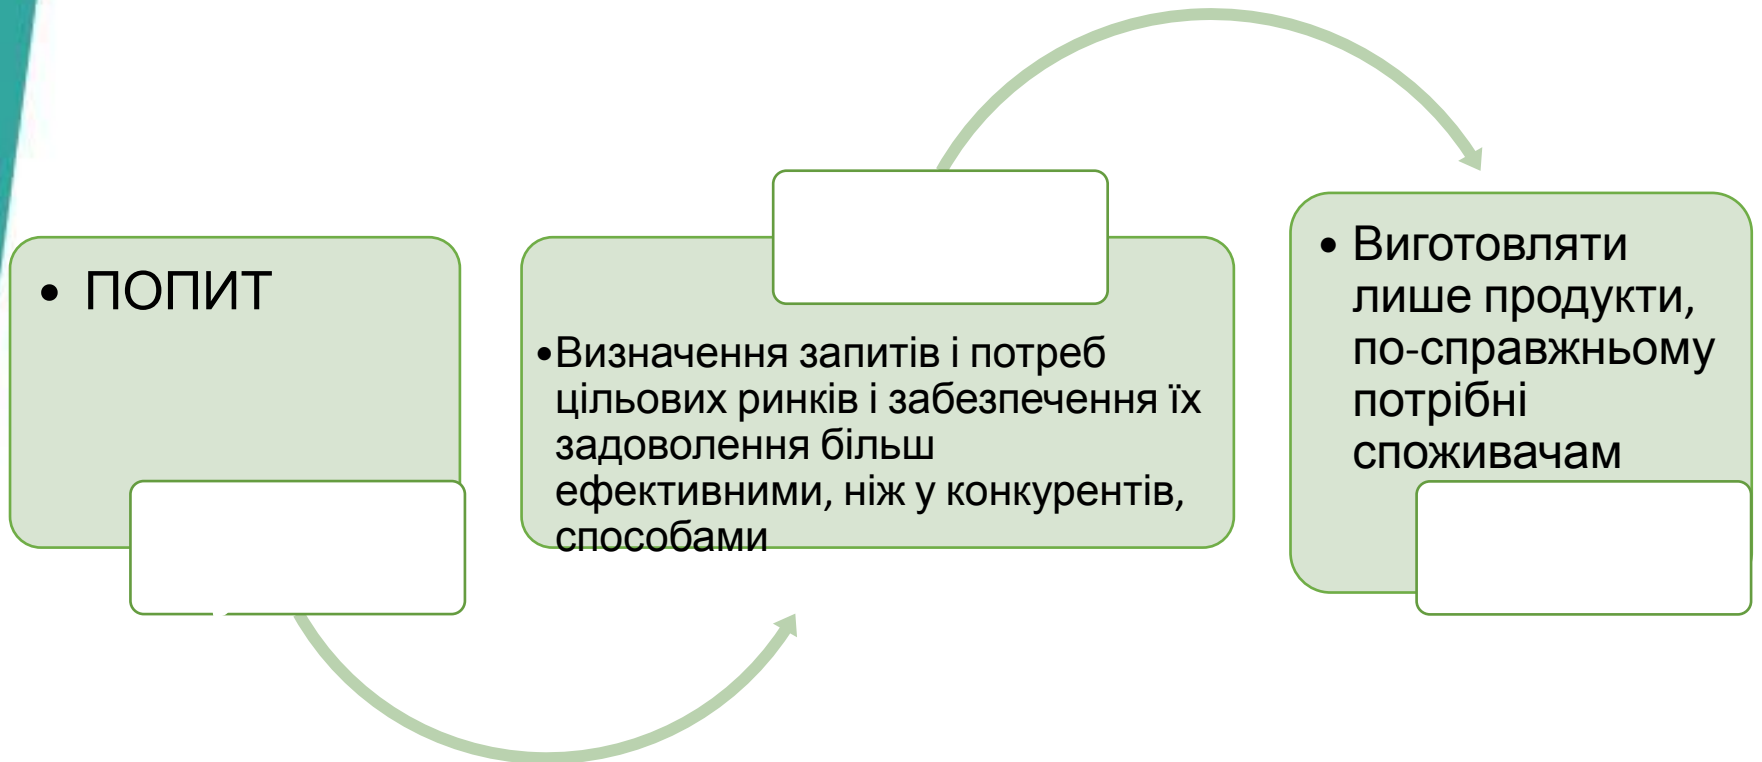 • ПОПИТ
•Визначення запитів і потреб
цільових ринків і забезпечення їх
задоволення більш
ефективними, ніж у конкурентів,
способами
• Виготовляти
лише продукти,
по-справжньому
потрібні
споживачам